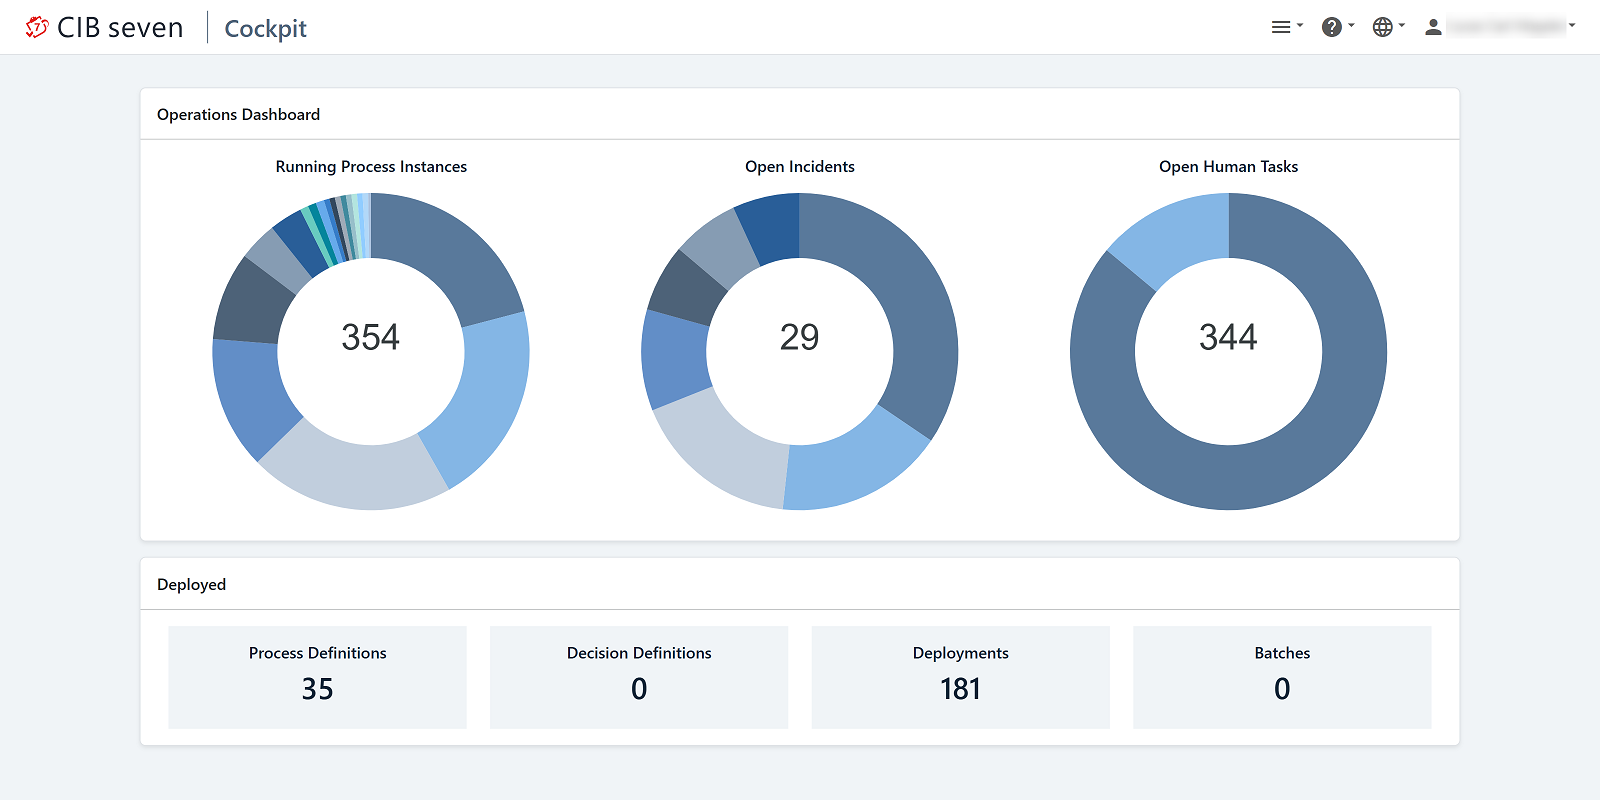 CIB seven
Cockpit
Operations Dashboard
Running Process Instances
Open Incidents
Open Human Tasks
354
29
344
Deployed
Process Definitions
Decision Definitions
Deployments
Batches
35
0
181
0